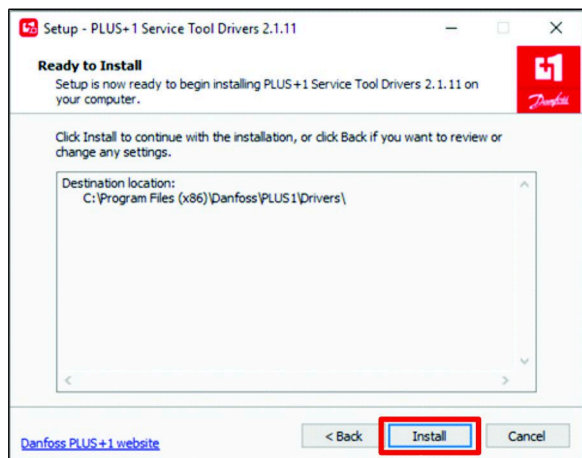 Setup - PLUS+1 Service Tool Drivers 2.1.11
Ready to Install
Setup is now ready to begin installing PLUS+1 Service Tool Drivers 2.1.11 on
your computer.
Danfoss
Click Install to continue with the installation, or click Back if you want to review or
change any settings.
Destination location:
C:\Program Files (x86)\Danfoss\PLUS1\Drivers\
Danfoss PLUS+1 website
< Back
Install
Cancel